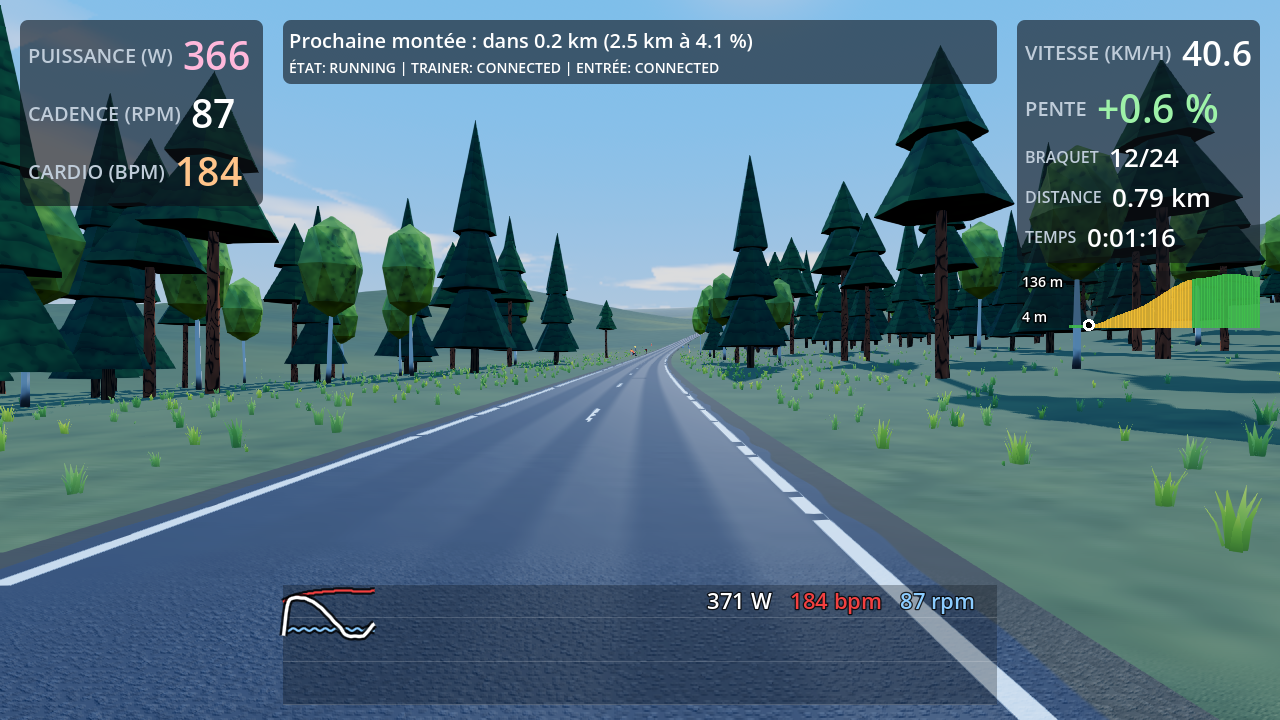 PUISSANCE (W) 366
CADENCE (RPM) 87
CARDIO (BPM) 184
Prochaine montée : dans 0.2 km (2.5 km à 4.1 %)
ÉTAT: RUNNING | TRAINER: CONNECTED | ENTRÉE: CONNECTED
VITESSE (KM/H) 40.6
PENTE +0.6 %
BRAQUET 12/24
DISTANCE 0.79 km
TEMPS 0:01:16
136 m
4 m
371 W 184 bpm 87 rpm